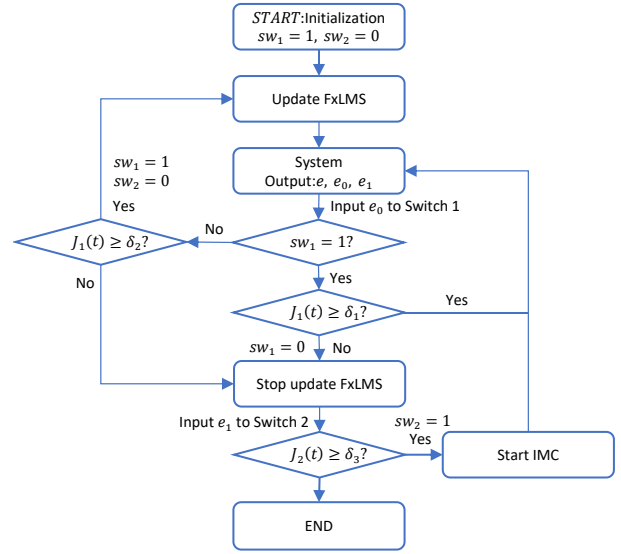 START:Initialization
sw₁ = 1, sw₂ = 0
Update FxLMS
System
Output:e, e₀, e₁
sw₁ = 1
sw₂ = 0
Yes
Input e₀ to Switch 1
No
J₁(t) ≥ δ₂?
sw₁ = 1?
No
Yes
J₁(t) ≥ δ₁?
Yes
sw₁ = 0
No
Stop update FxLMS
Input e₁ to Switch 2
sw₂ = 1
Yes
J₂(t) ≥ δ₃?
Start IMC
END